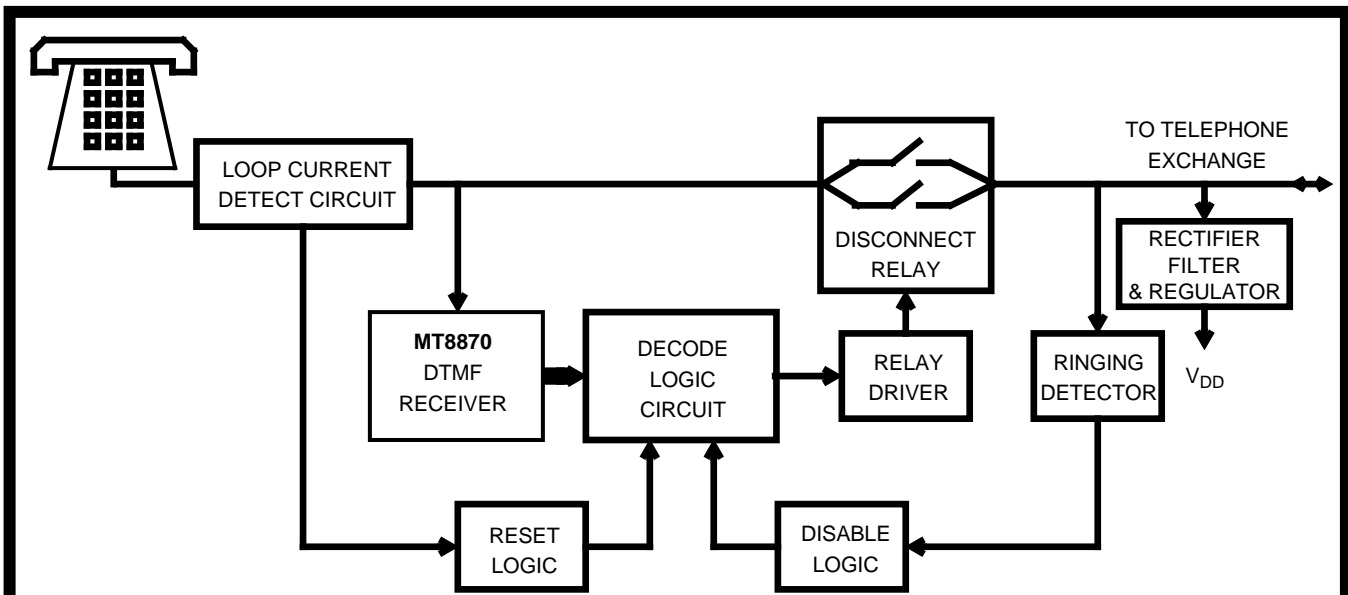 TO TELEPHONE
EXCHANGE
LOOP CURRENT
DETECT CIRCUIT
DISCONNECT
RELAY
RECTIFIER
FILTER
& REGULATOR
MT8870
DTMF
RECEIVER
DECODE
LOGIC
CIRCUIT
RELAY
DRIVER
RINGING
DETECTOR
VDD
RESET
LOGIC
DISABLE
LOGIC